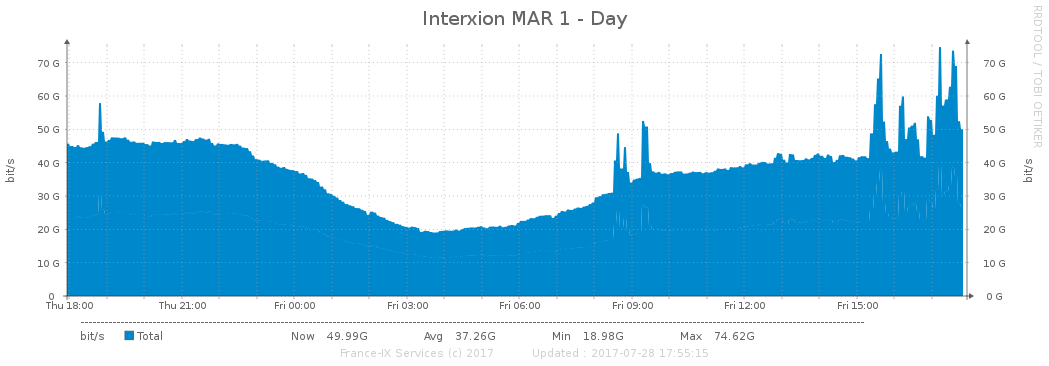 Interxion MAR 1 - Day
RRDTOOL / TOBI OETIKER
bit/s
70 G 70 G
60 G 60 G
50 G 50 G
40 G 40 G
30 G 30 G
20 G 20 G
10 G 10 G
0 0 G
bit/s
Thu 18:00 Thu 21:00 Fri 00:00 Fri 03:00 Fri 06:00 Fri 09:00 Fri 12:00 Fri 15:00
bit/s Total Now 49.99G Avg 37.26G Min 18.98G Max 74.62G
France-IX Services (c) 2017 Updated : 2017-07-28 17:55:15